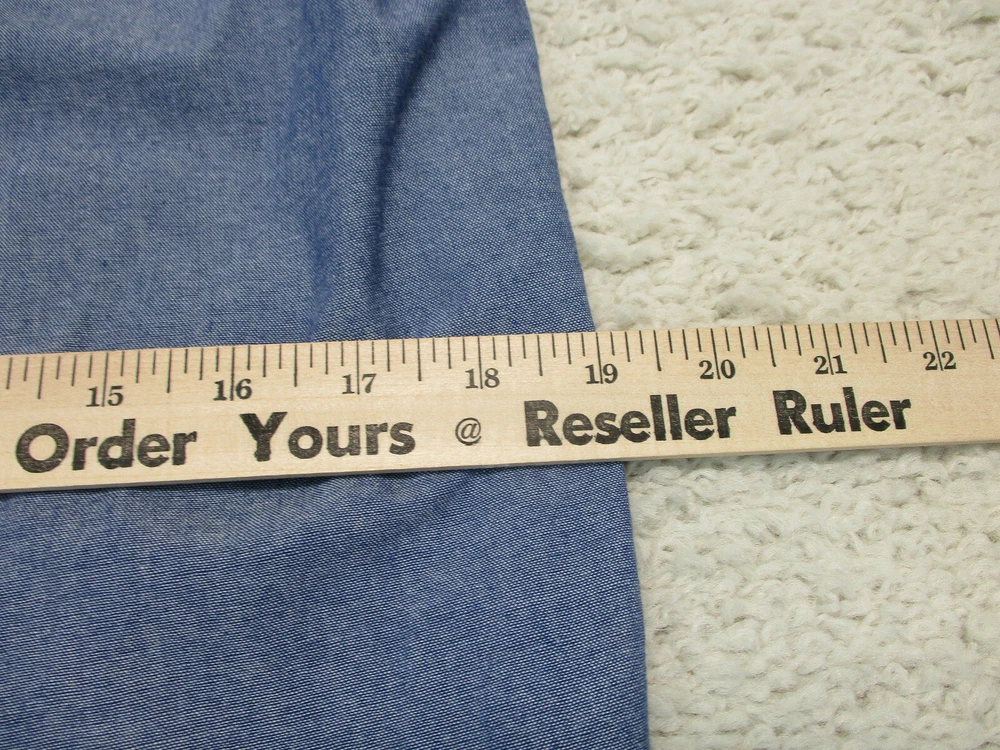 15 16 17 18 19 20 21 22
Order Yours @ Reseller Ruler